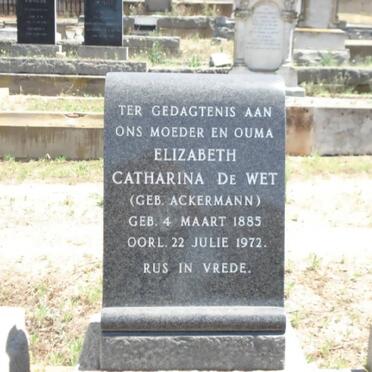 TER GEDAGTENIS AAN
ONS MOEDER EN OUMA
ELIZABETH
CATHARINA DE WET
(GEB. ACKERMANN)
GEB. 4 MAART 1885
OORL. 22 JULIE 1972.
RUS IN VREDE.